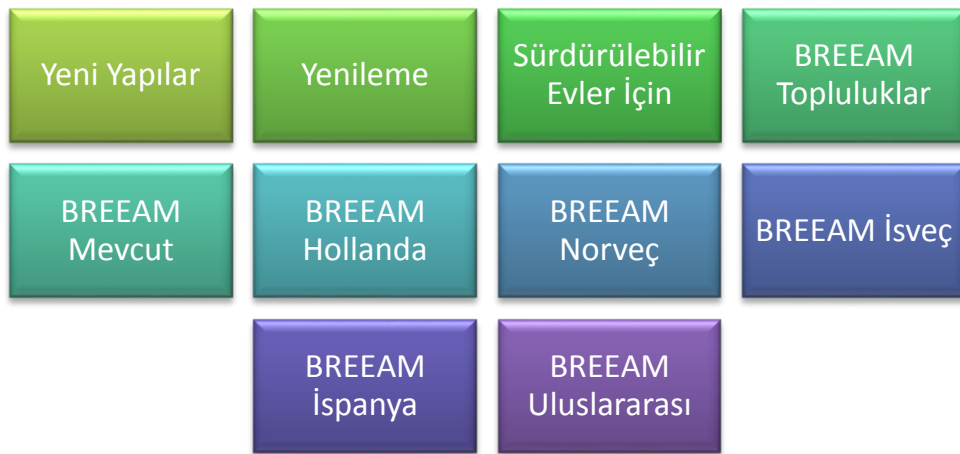 Yeni Yapılar
Yenileme
Sürdürülebilir
Evler İçin
BREEAM
Topluluklar
BREEAM
Mevcut
BREEAM
Hollanda
BREEAM
Norveç
BREEAM İsveç
BREEAM
İspanya
BREEAM
Uluslararası